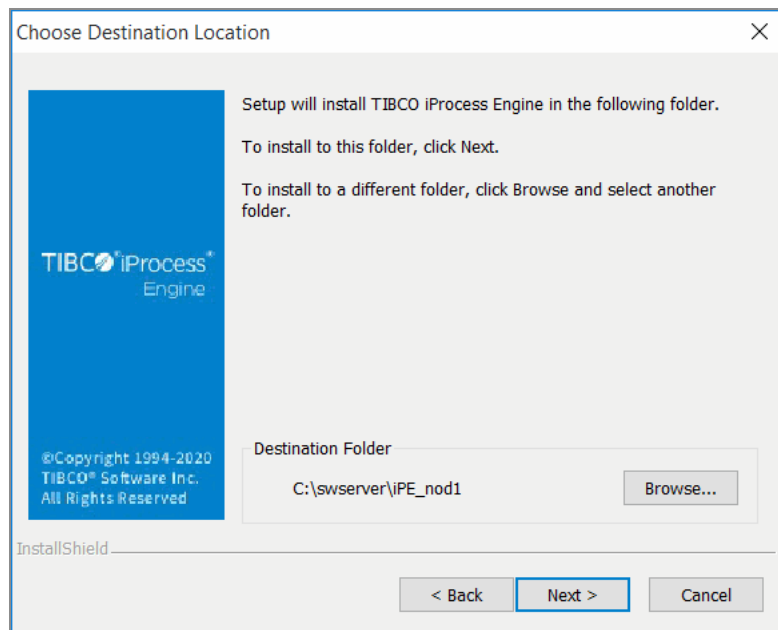 Choose Destination Location
Setup will install TIBCO iProcess Engine in the following folder.
To install to this folder, click Next.
To install to a different folder, click Browse and select another
folder.
TIBCO® iProcess®
Engine
©Copyright 1994-2020
TIBCO® Software Inc.
All Rights Reserved
Destination Folder
C:\swserver\iPE_nod1
Browse...
InstallShield
< Back
Next >
Cancel